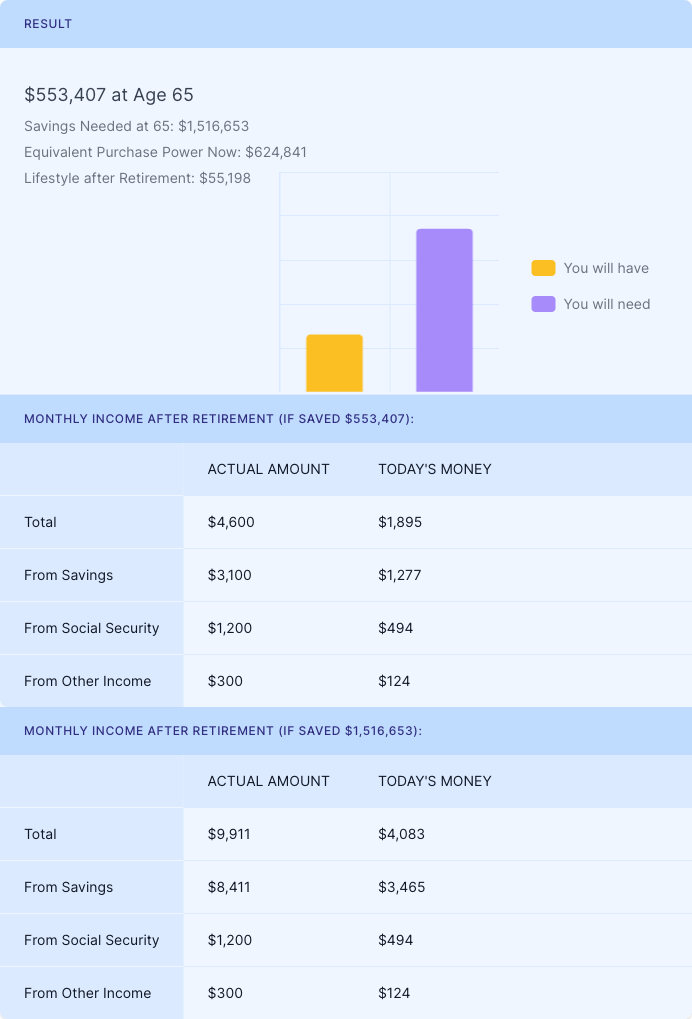 RESULT
$553,407 at Age 65
Savings Needed at 65: $1,516,653
Equivalent Purchase Power Now: $624,841
Lifestyle after Retirement: $55,198
You will have
You will need
MONTHLY INCOME AFTER RETIREMENT (IF SAVED $553,407):
ACTUAL AMOUNT TODAY'S MONEY
Total $4,600 $1,895
From Savings $3,100 $1,277
From Social Security $1,200 $494
From Other Income $300 $124
MONTHLY INCOME AFTER RETIREMENT (IF SAVED $1,516,653):
ACTUAL AMOUNT TODAY'S MONEY
Total $9,911 $4,083
From Savings $8,411 $3,465
From Social Security $1,200 $494
From Other Income $300 $124